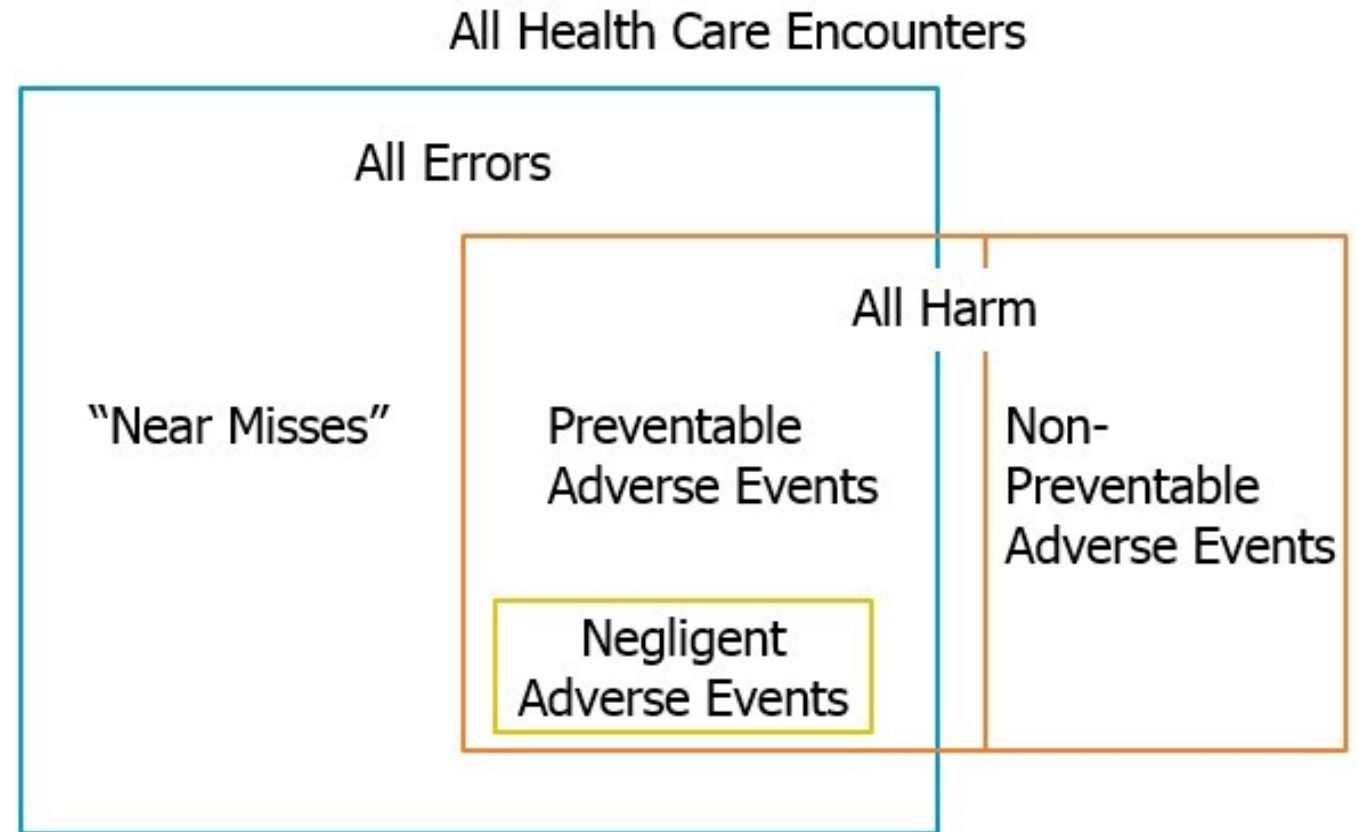 All Health Care Encounters
All Errors
All Harm
“Near Misses”
Preventable
Adverse Events
Non-
Preventable
Adverse Events
Negligent
Adverse Events